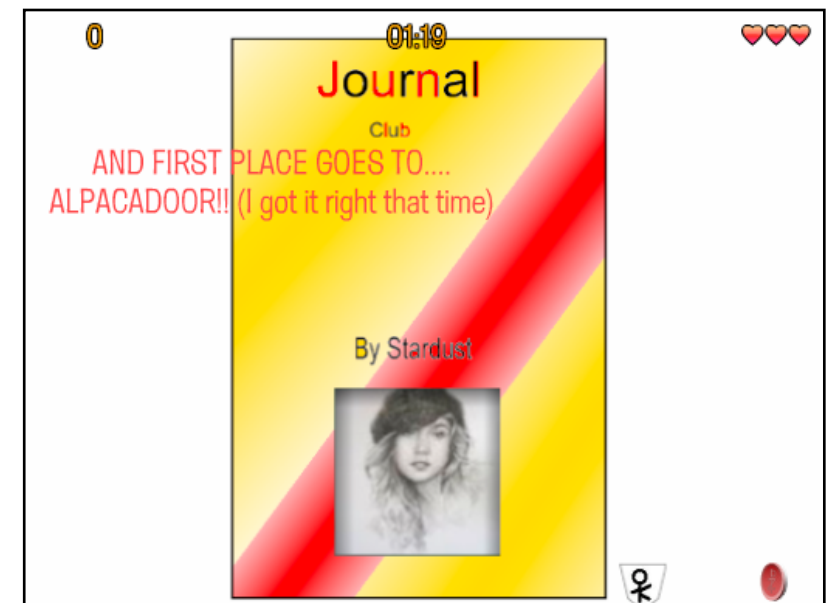 0
01:19
Journal
Club
AND FIRST PLACE GOES TO....
ALPACADOOR!! (I got it right that time)
By Stardust